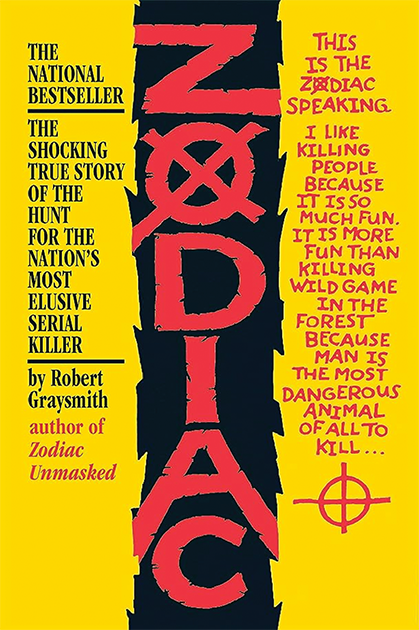 THE
NATIONAL
BESTSELLER
THE
SHOCKING
TRUE STORY
OF THE
HUNT
FOR THE
NATION'S
MOST
ELUSIVE
SERIAL
KILLER
by Robert
Graysmith
author of
Zodiac
Unmasked
ZODIAC
THIS
IS THE
ZODIAC
SPEAKING
I LIKE
KILLING
PEOPLE
BECAUSE
IT IS SO
MUCH FUN.
IT IS MORE
FUN THAN
KILLING
WILD GAME
IN THE
FOREST
BECAUSE
MAN IS
THE MOST
DANGEROUS
ANIMAL
OF ALL TO
KILL...